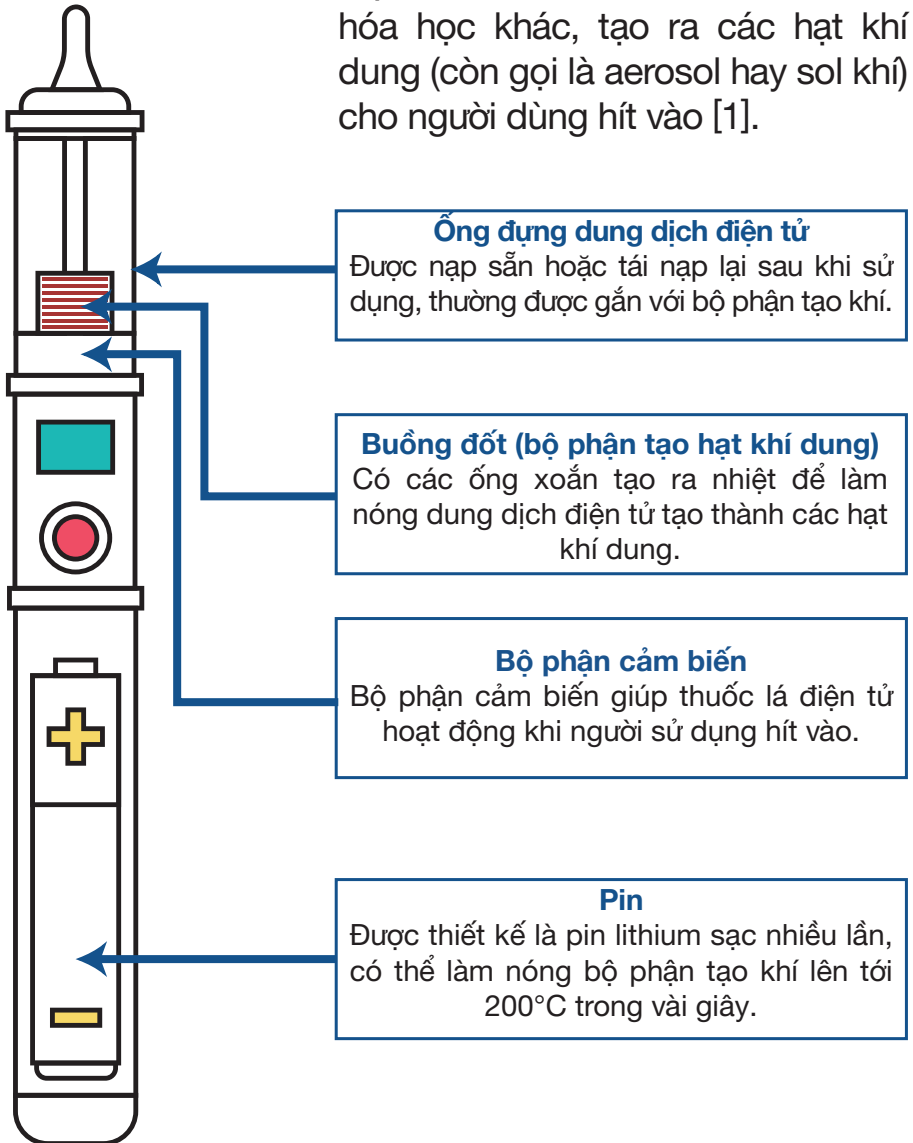 hóa học khác, tạo ra các hạt khí
dung (còn gọi là aerosol hay sol khí)
cho người dùng hít vào [1].
Ống đựng dung dịch điện tử
Được nạp sẵn hoặc tái nạp lại sau khi sử
dụng, thường được gắn với bộ phận tạo khí.
Buồng đốt (bộ phận tạo hạt khí dung)
Có các ống xoắn tạo ra nhiệt để làm
nóng dung dịch điện tử tạo thành các hạt
khí dung.
Bộ phận cảm biến
Bộ phận cảm biến giúp thuốc lá điện tử
hoạt động khi người sử dụng hít vào.
Pin
Được thiết kế là pin lithium sạc nhiều lần,
có thể làm nóng bộ phận tạo khí lên tới
200°C trong vài giây.